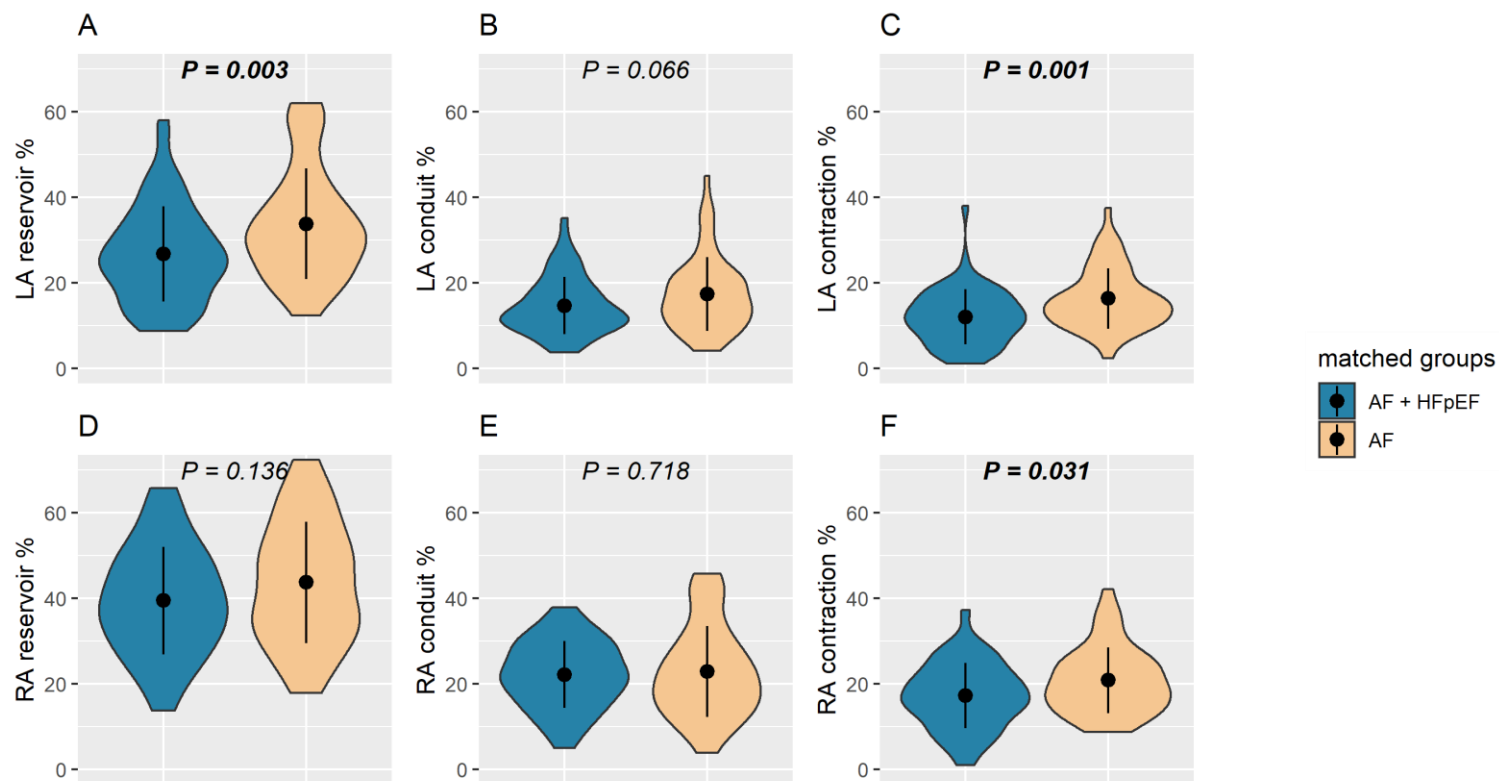 A
B
C
P = 0.003
P = 0.066
P = 0.001
LA reservoir %
60
40
20
0
LA conduit %
60
40
20
0
LA contraction %
60
40
20
0
matched groups
AF + HFpEF
AF
D
E
F
P = 0.136
P = 0.718
P = 0.031
RA reservoir %
60
40
20
0
RA conduit %
60
40
20
0
RA contraction %
60
40
20
0